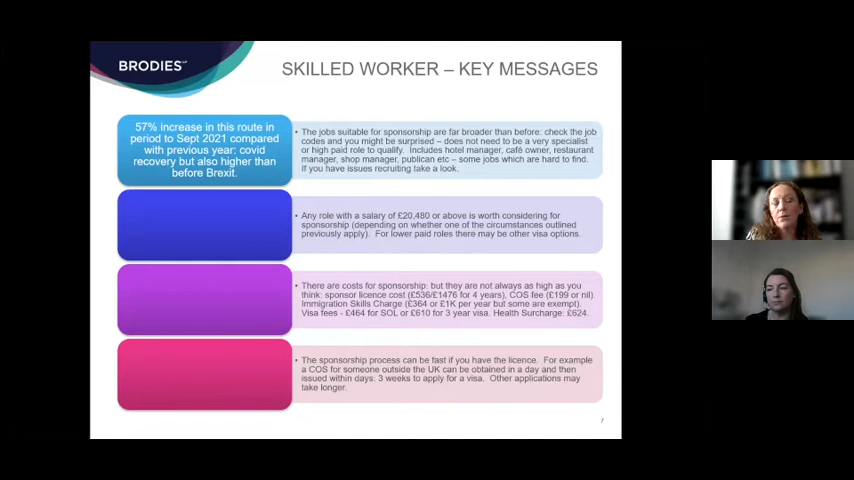 BRODIES LLP
SKILLED WORKER – KEY MESSAGES
57% increase in this route in
period to Sept 2021 compared
with previous year: covid
recovery but also higher than
before Brexit.
• The jobs suitable for sponsorship are far broader than before: check the job
codes and you might be surprised – does not need to be a very specialist
or high paid role to qualify. Includes hotel manager, café owner, restaurant
manager, shop manager, publican etc – some jobs which are hard to find.
If you have issues recruiting take a look.
• Any role with a salary of £20,480 or above is worth considering for
sponsorship (depending on whether one of the circumstances outlined
previously apply). For lower paid roles there may be other visa options.
• There are costs for sponsorship: but they are not always as high as you
think: sponsor licence cost (£536/£1476 for 4 years), COS fee (£199 or nil).
Immigration Skills Charge (£364 or £1K per year but some are exempt).
Visa fees - £464 for SOL or £610 for 3 year visa. Health Surcharge: £624.
• The sponsorship process can be fast if you have the licence. For example
a COS for someone outside the UK can be obtained in a day and then
issued within days: 3 weeks to apply for a visa. Other applications may
take longer.
7